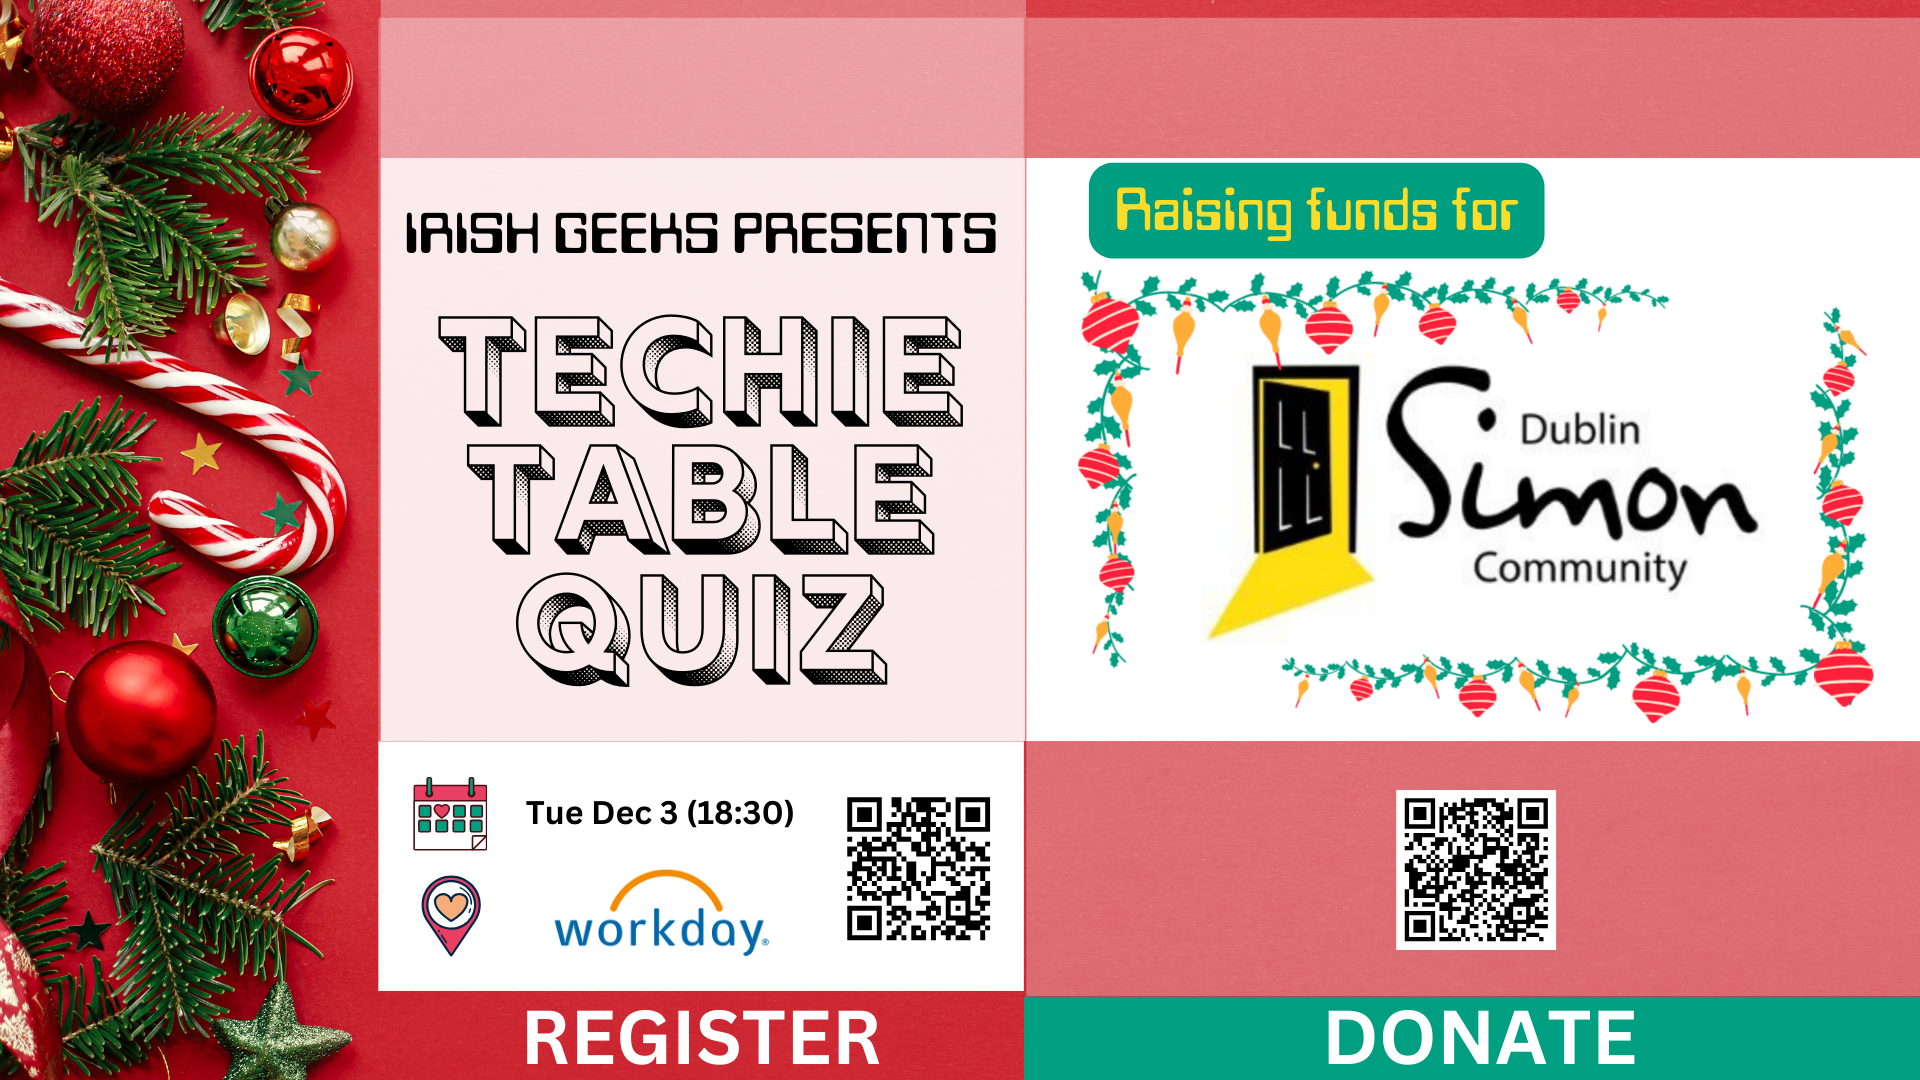 IRISH GEEKS PRESENTS
TECHIE
TABLE
QUIZ
Tue Dec 3 (18:30)
workday®
REGISTER
Raising funds for
Dublin
Simon
Community
DONATE